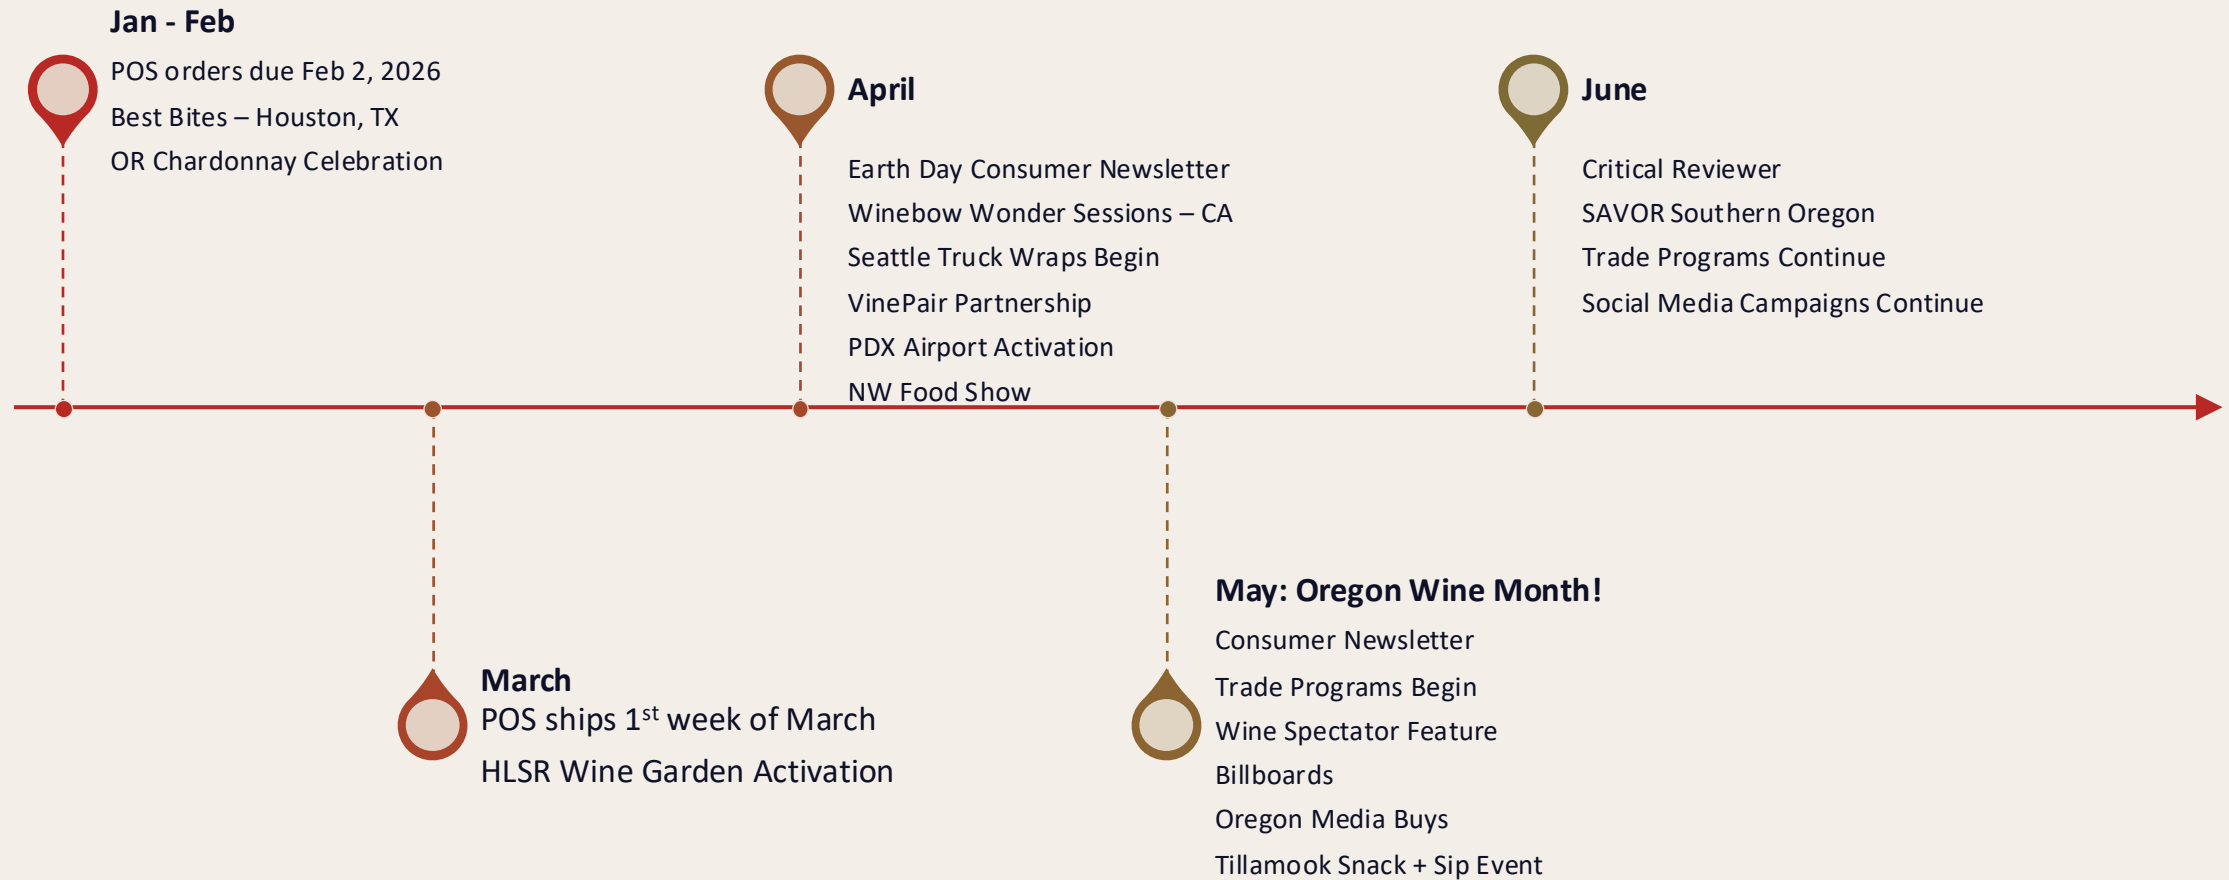 Jan - Feb
POS orders due Feb 2, 2026
Best Bites – Houston, TX
OR Chardonnay Celebration
March
POS ships 1st week of March
HLSR Wine Garden Activation
April
Earth Day Consumer Newsletter
Winebow Wonder Sessions – CA
Seattle Truck Wraps Begin
VinePair Partnership
PDX Airport Activation
NW Food Show
May: Oregon Wine Month!
Consumer Newsletter
Trade Programs Begin
Wine Spectator Feature
Billboards
Oregon Media Buys
Tillamook Snack + Sip Event
June
Critical Reviewer
SAVOR Southern Oregon
Trade Programs Continue
Social Media Campaigns Continue